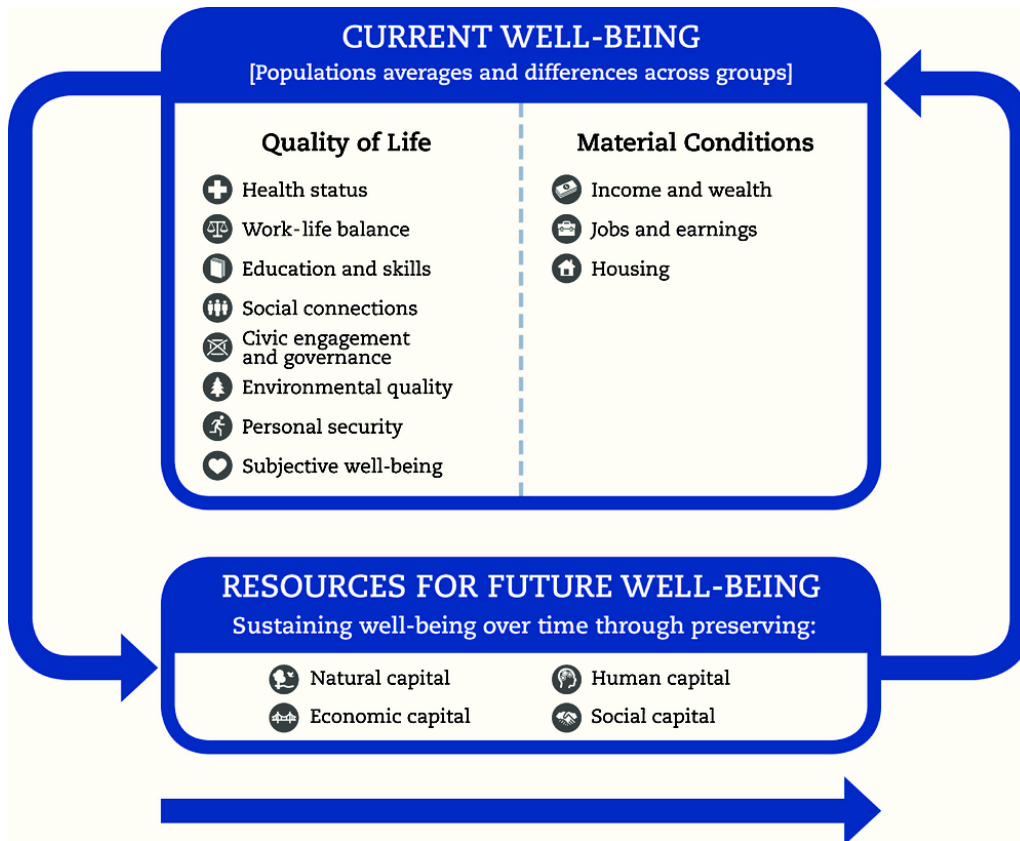 CURRENT WELL-BEING
[Populations averages and differences across groups]
Quality of Life
Health status
Work-life balance
Education and skills
Social connections
Civic engagement
and governance
Environmental quality
Personal security
Subjective well-being
Material Conditions
Income and wealth
Jobs and earnings
Housing
RESOURCES FOR FUTURE WELL-BEING
Sustaining well-being over time through preserving:
Natural capital
Economic capital
Human capital
Social capital